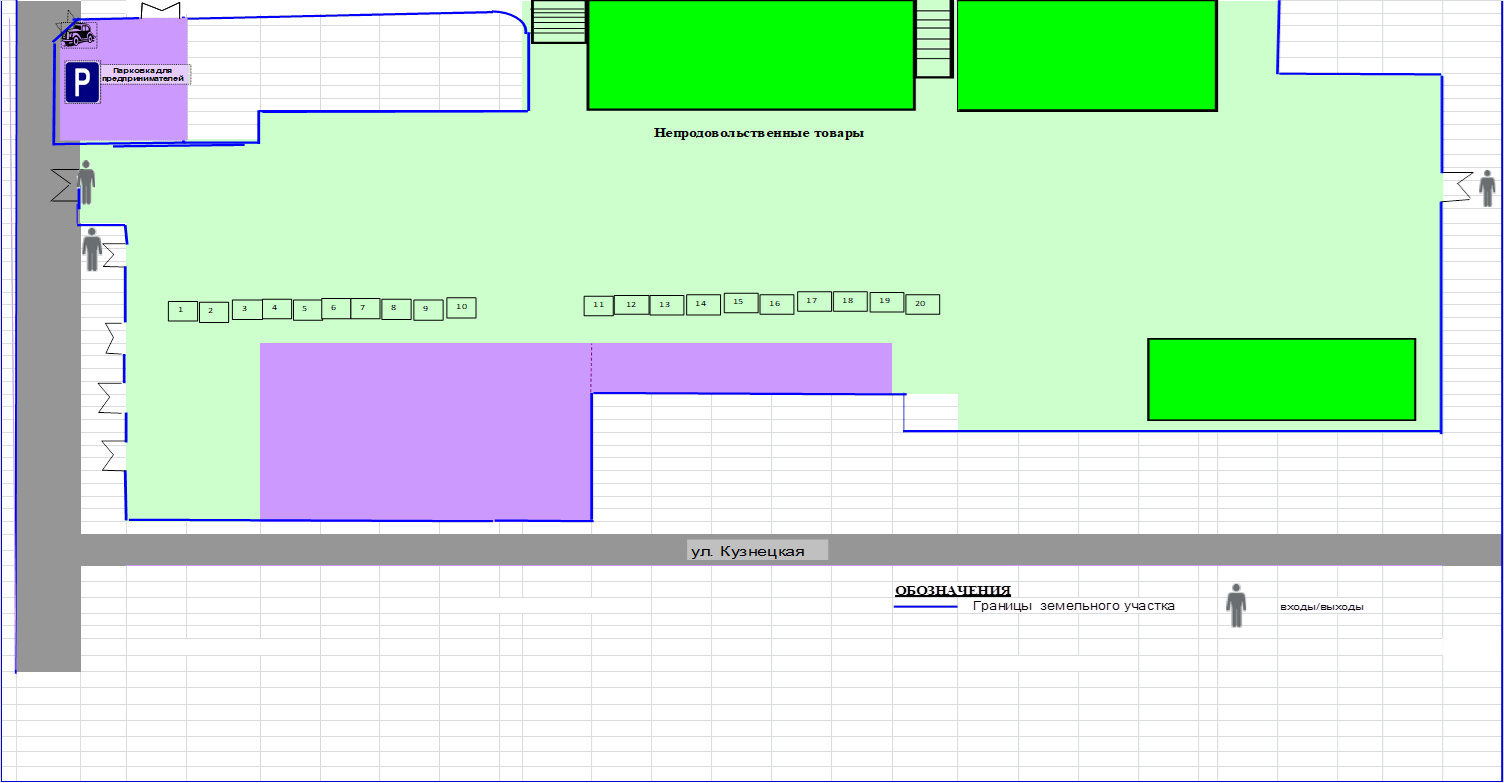 P
Парковка для
предпринимателей
Непродовольственные товары
1 2 3 4 5 6 7 8 9 10 11 12 13 14 15 16 17 18 19 20
ул. Кузнецкая
ОБОЗНАЧЕНИЯ
Границы земельного участка
входы/выходы